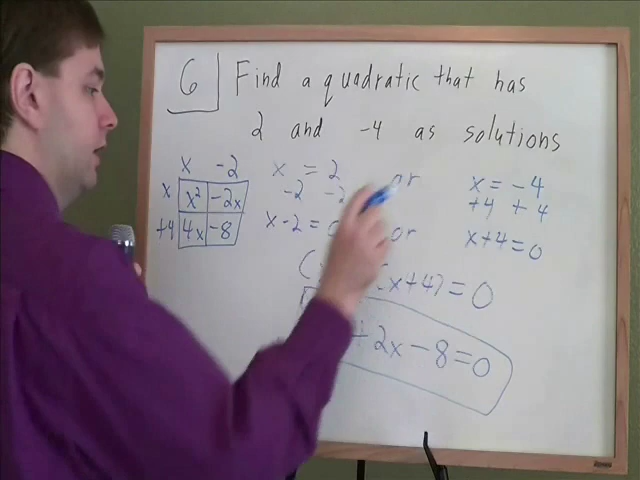 6 Find a quadratic that has
2 and -4 as solutions
x -2
x x² -2x
+4 4x -8
x = 2 or x = -4
-2 -2 +4 +4
x-2= or x+4=0
( x+4) = 0
+ 2x - 8 = 0